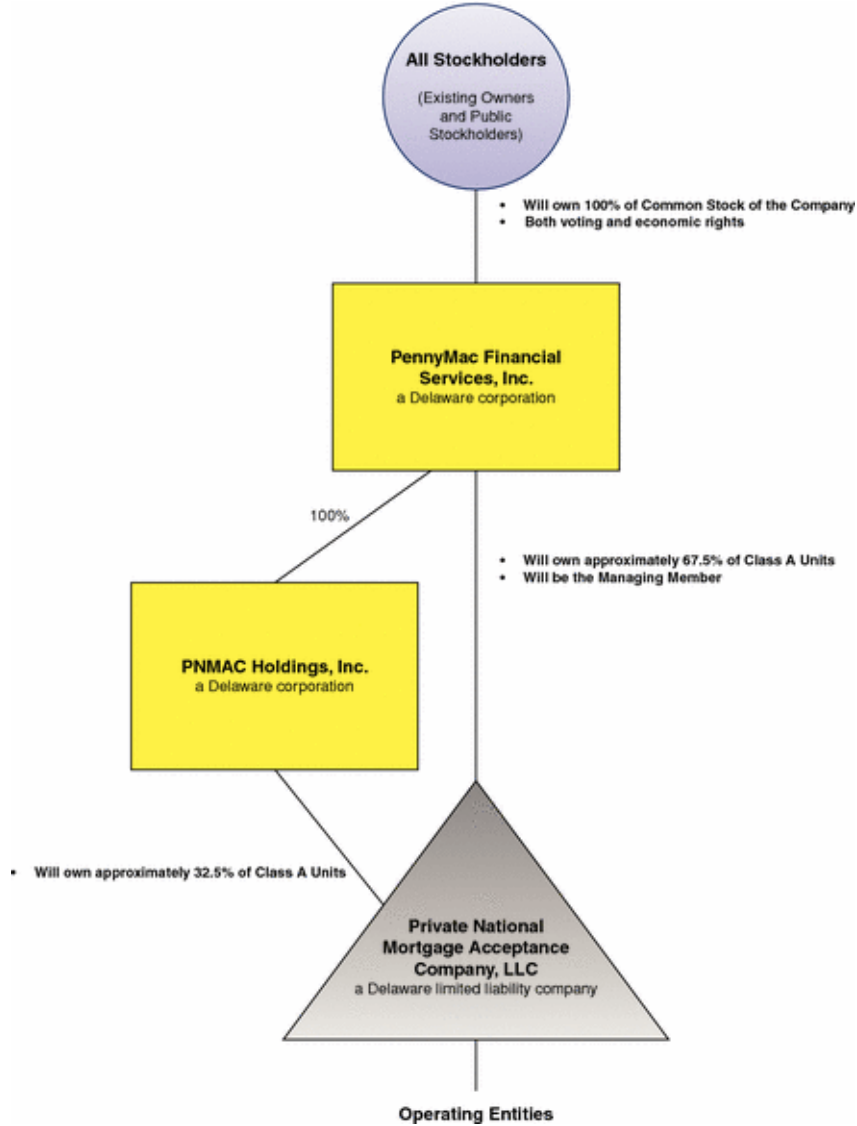 All Stockholders
(Existing Owners
and Public
Stockholders)
• Will own 100% of Common Stock of the Company
• Both voting and economic rights
PennyMac Financial
Services, Inc.
a Delaware corporation
100%
• Will own approximately 67.5% of Class A Units
• Will be the Managing Member
PNMAC Holdings, Inc.
a Delaware corporation
• Will own approximately 32.5% of Class A Units
Private National
Mortgage Acceptance
Company, LLC
a Delaware limited liability company
Operating Entities